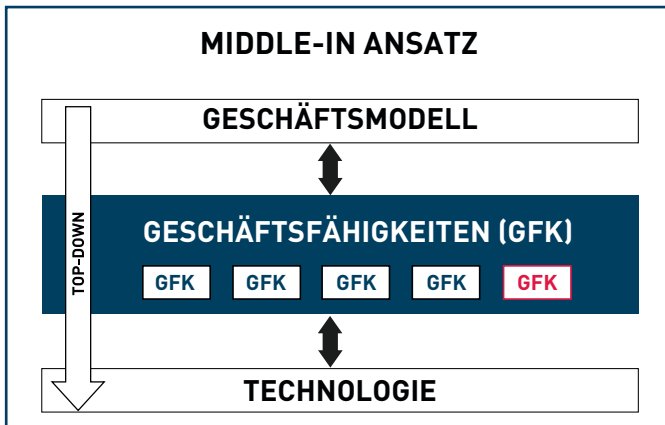 MIDDLE-IN ANSATZ
GESCHÄFTSMODELL
TOP-DOWN
GESCHÄFTSFÄHIGKEITEN (GFK)
GFK GFK GFK GFK GFK
TECHNOLOGIE